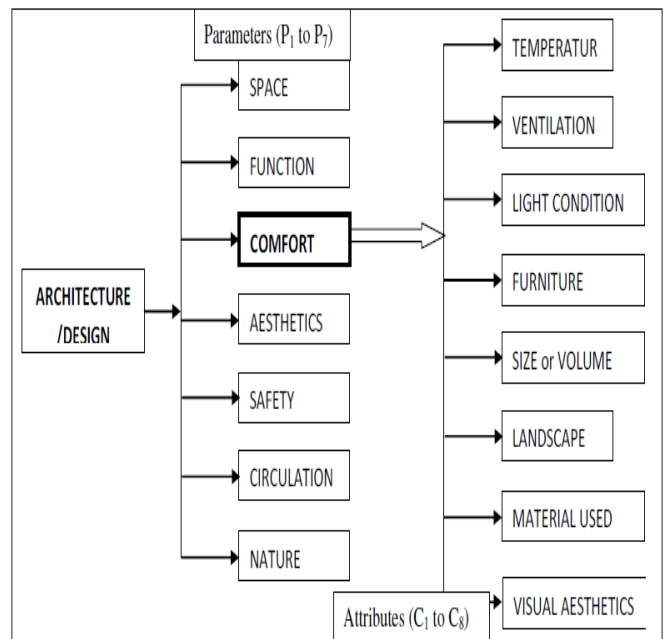 Parameters (P₁ to P₇)
ARCHITECTURE
/DESIGN
SPACE
FUNCTION
COMFORT
AESTHETICS
SAFETY
CIRCULATION
NATURE
TEMPERATUR
VENTILATION
LIGHT CONDITION
FURNITURE
SIZE or VOLUME
LANDSCAPE
MATERIAL USED
VISUAL AESTHETICS
Attributes (C₁ to C₈)